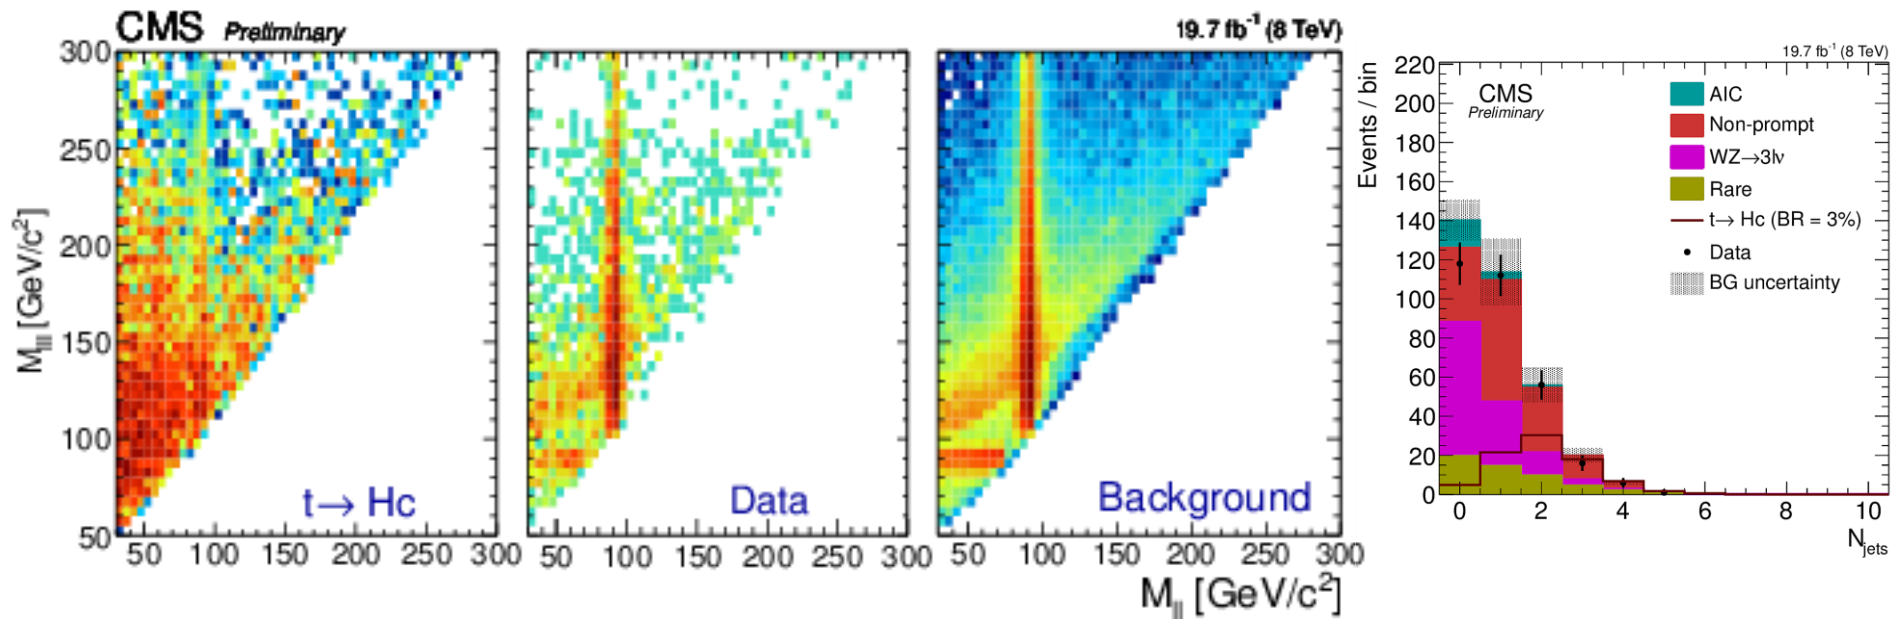 CMS Preliminary
19.7 fb⁻¹ (8 TeV)
300
250
200
150
100
50
M_lll [GeV/c²]
t→ Hc
Data
Background
50 100 150 200 250 300
50 100 150 200 250 300
50 100 150 200 250 300
M_ll [GeV/c²]
19.7 fb⁻¹ (8 TeV)
Events / bin
220
200
180
160
140
120
100
80
60
40
20
0
CMS
Preliminary
AIC
Non-prompt
WZ→3lν
Rare
t→ Hc (BR = 3%)
Data
BG uncertainty
0 2 4 6 8 10
N_jets